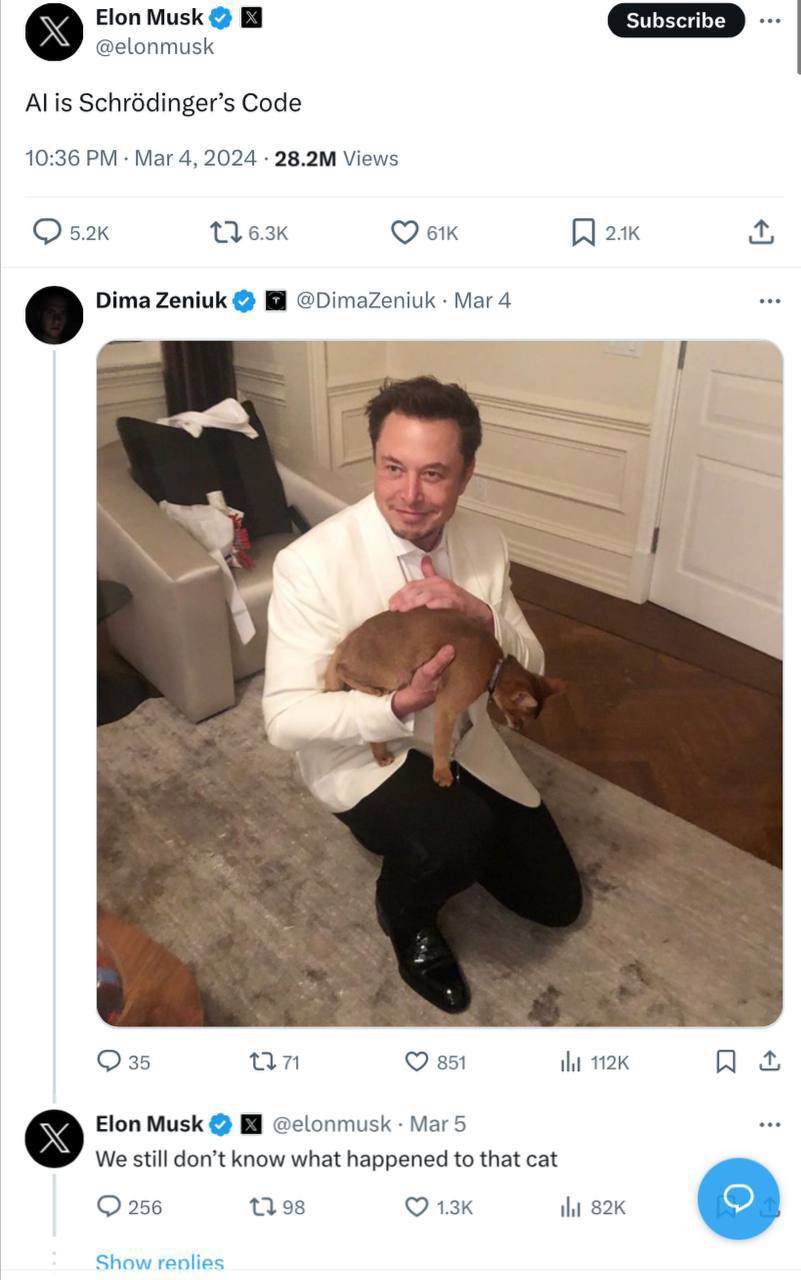 Elon Musk
Subscribe
@elonmusk
AI is Schrödinger’s Code
10:36 PM · Mar 4, 2024 · 28.2M Views
5.2K 6.3K 61K 2.1K
Dima Zeniuk @DimaZeniuk · Mar 4
35 71 851 112K
Elon Musk @elonmusk · Mar 5
We still don’t know what happened to that cat
256 98 1.3K 82K
Show replies